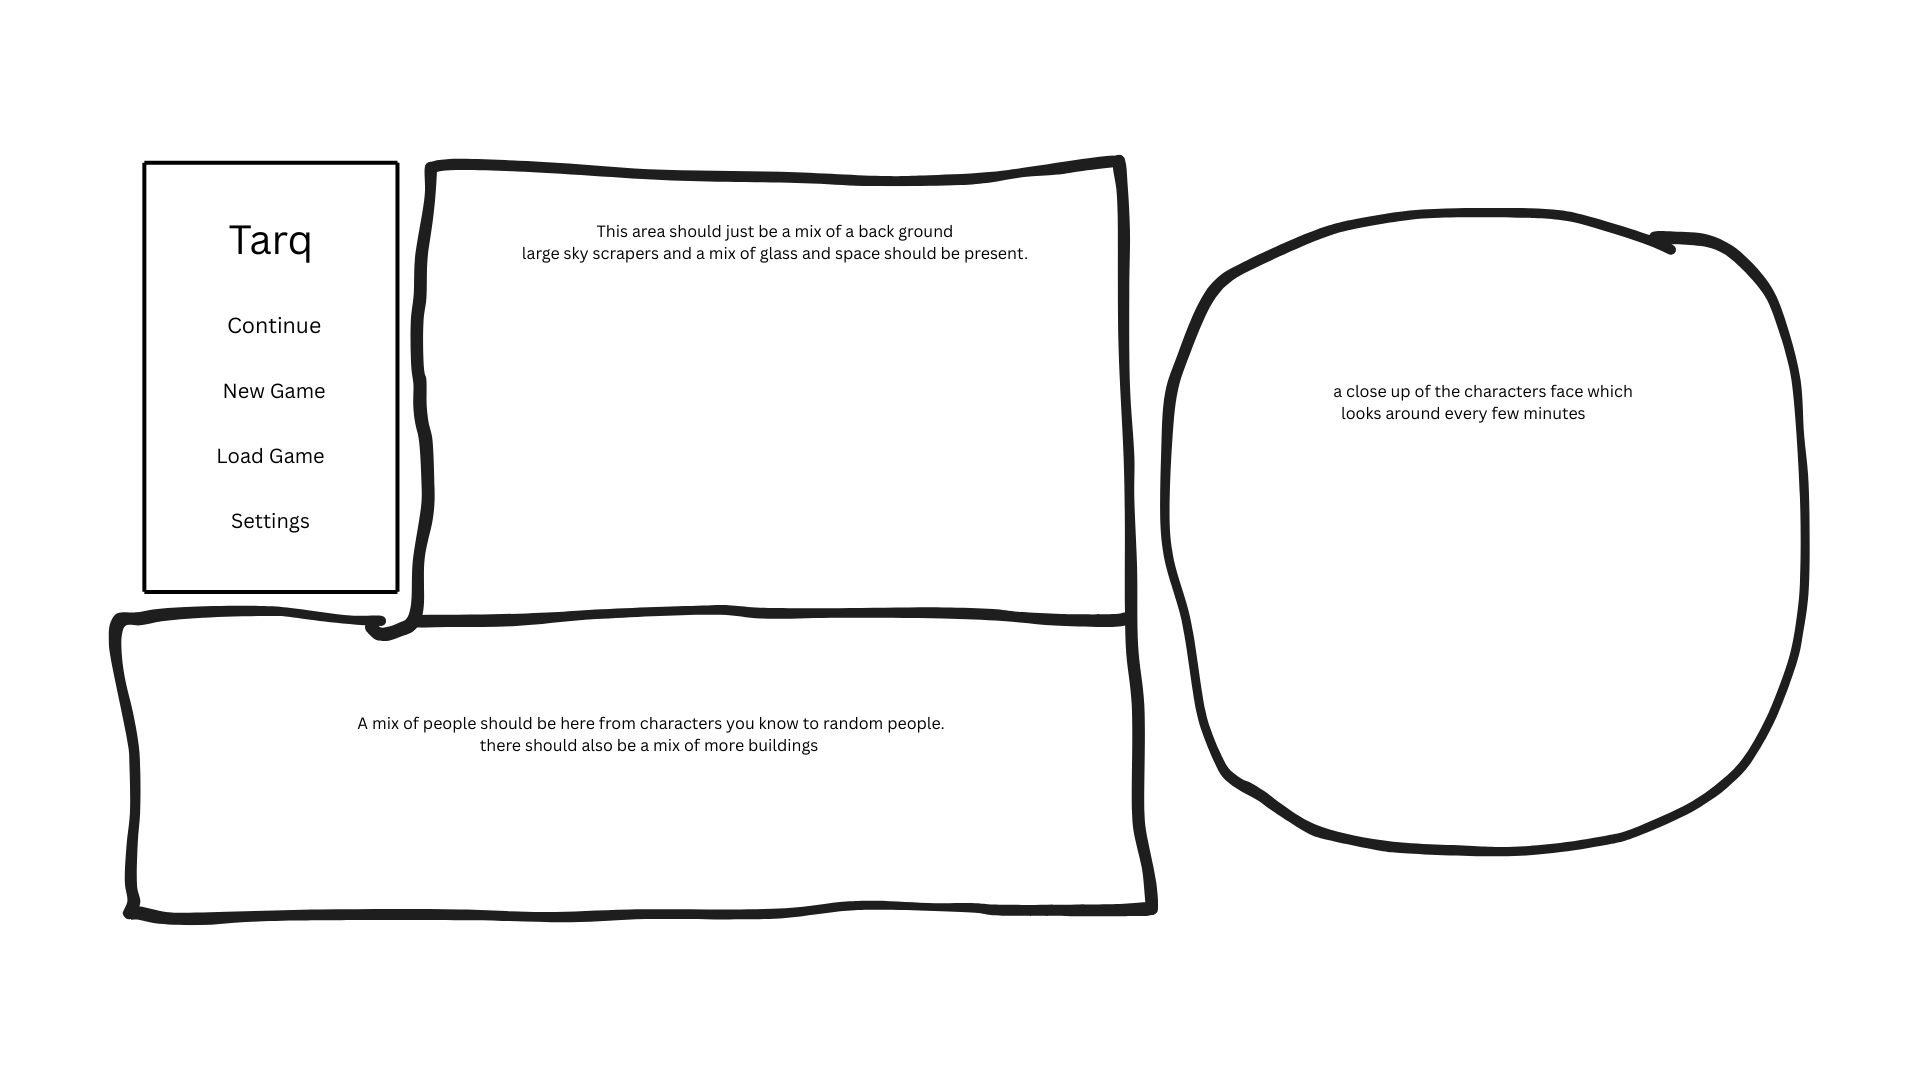 Tarq
Continue
New Game
Load Game
Settings
This area should just be a mix of a back ground
large sky scrapers and a mix of glass and space should be present.
a close up of the characters face which
looks around every few minutes
A mix of people should be here from characters you know to random people.
there should also be a mix of more buildings